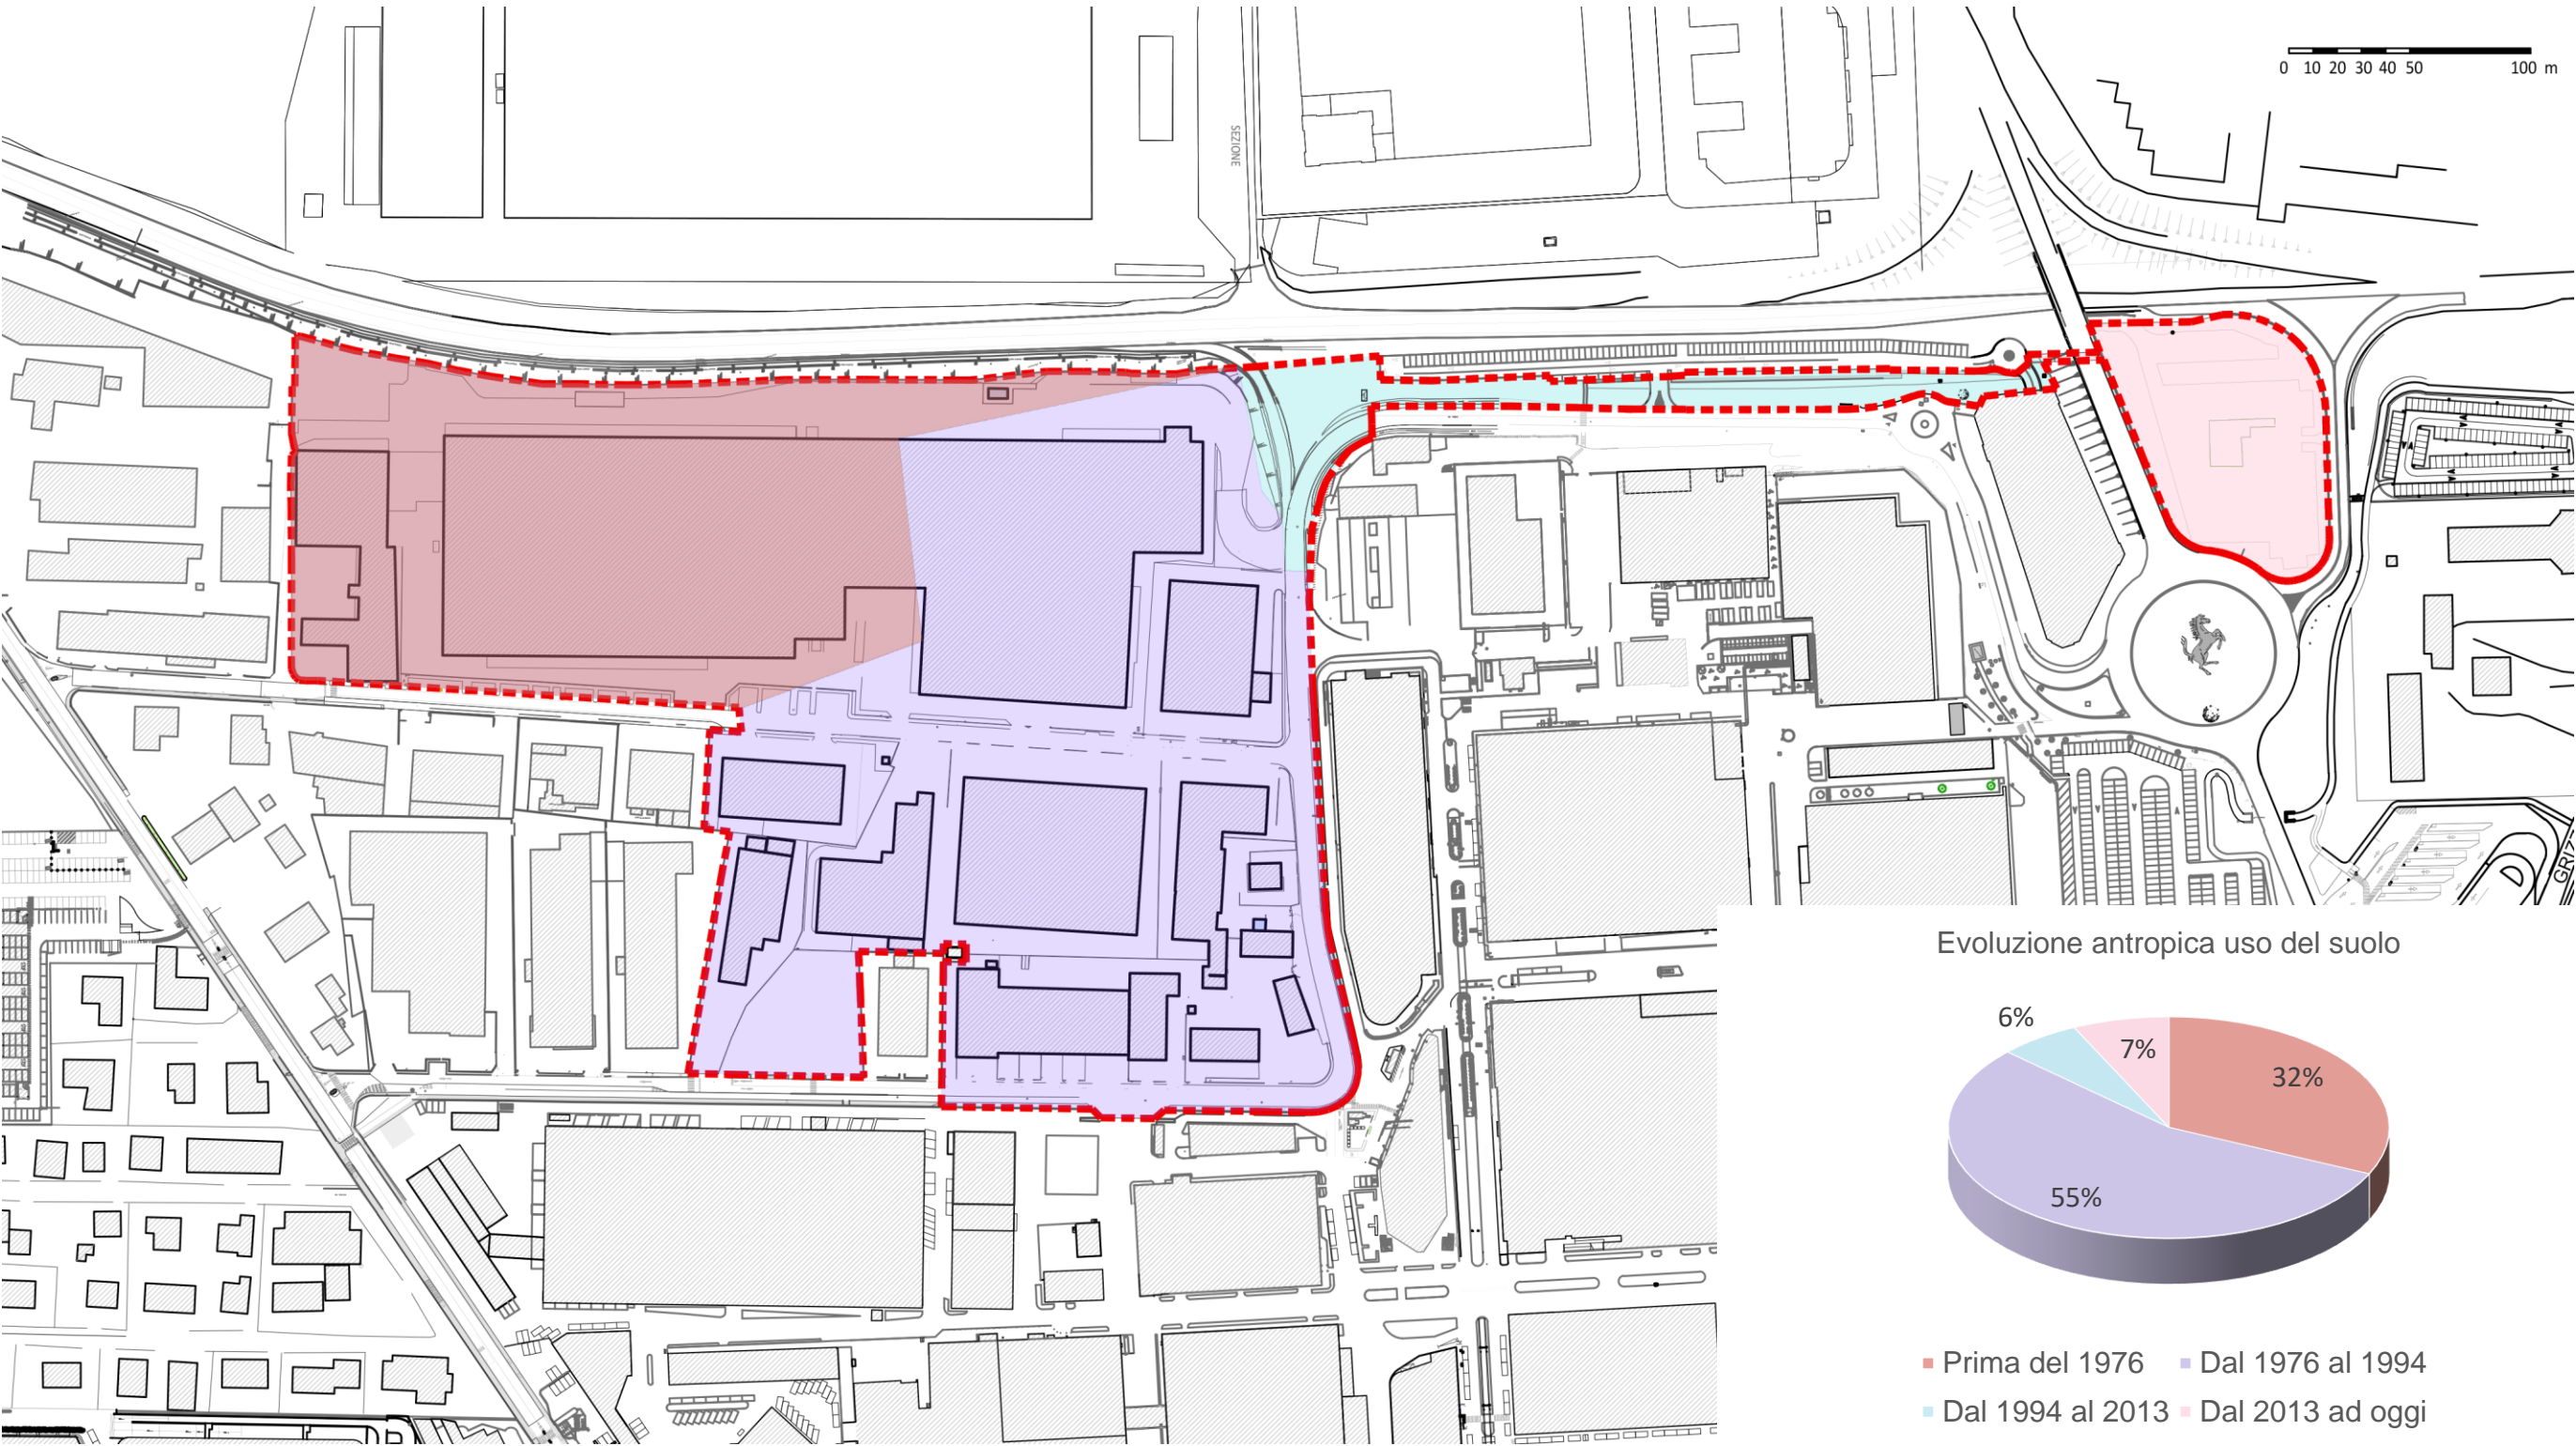 0 10 20 30 40 50 100 m
SEZIONE
Evoluzione antropica uso del suolo
6%
7%
32%
55%
Prima del 1976
Dal 1976 al 1994
Dal 1994 al 2013
Dal 2013 ad oggi